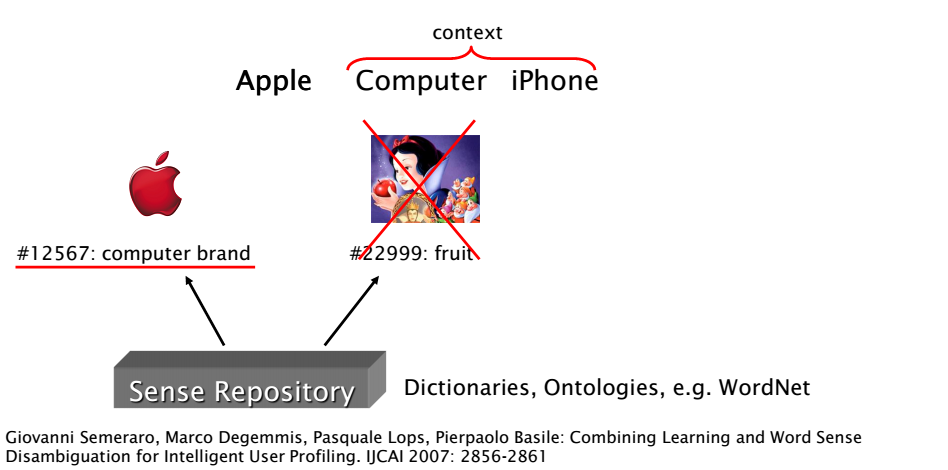 context
Apple Computer iPhone
#12567: computer brand #22999: fruit
Sense Repository Dictionaries, Ontologies, e.g. WordNet
Giovanni Semeraro, Marco Degemmis, Pasquale Lops, Pierpaolo Basile: Combining Learning and Word Sense
Disambiguation for Intelligent User Profiling. IJCAI 2007: 2856-2861